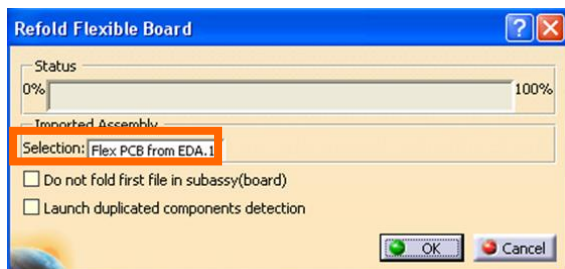 Refold Flexible Board
Status
0% 100%
Imported Assembly
Selection: Flex PCB from EDA.1
Do not fold first file in subassy(board)
Launch duplicated components detection
OK Cancel